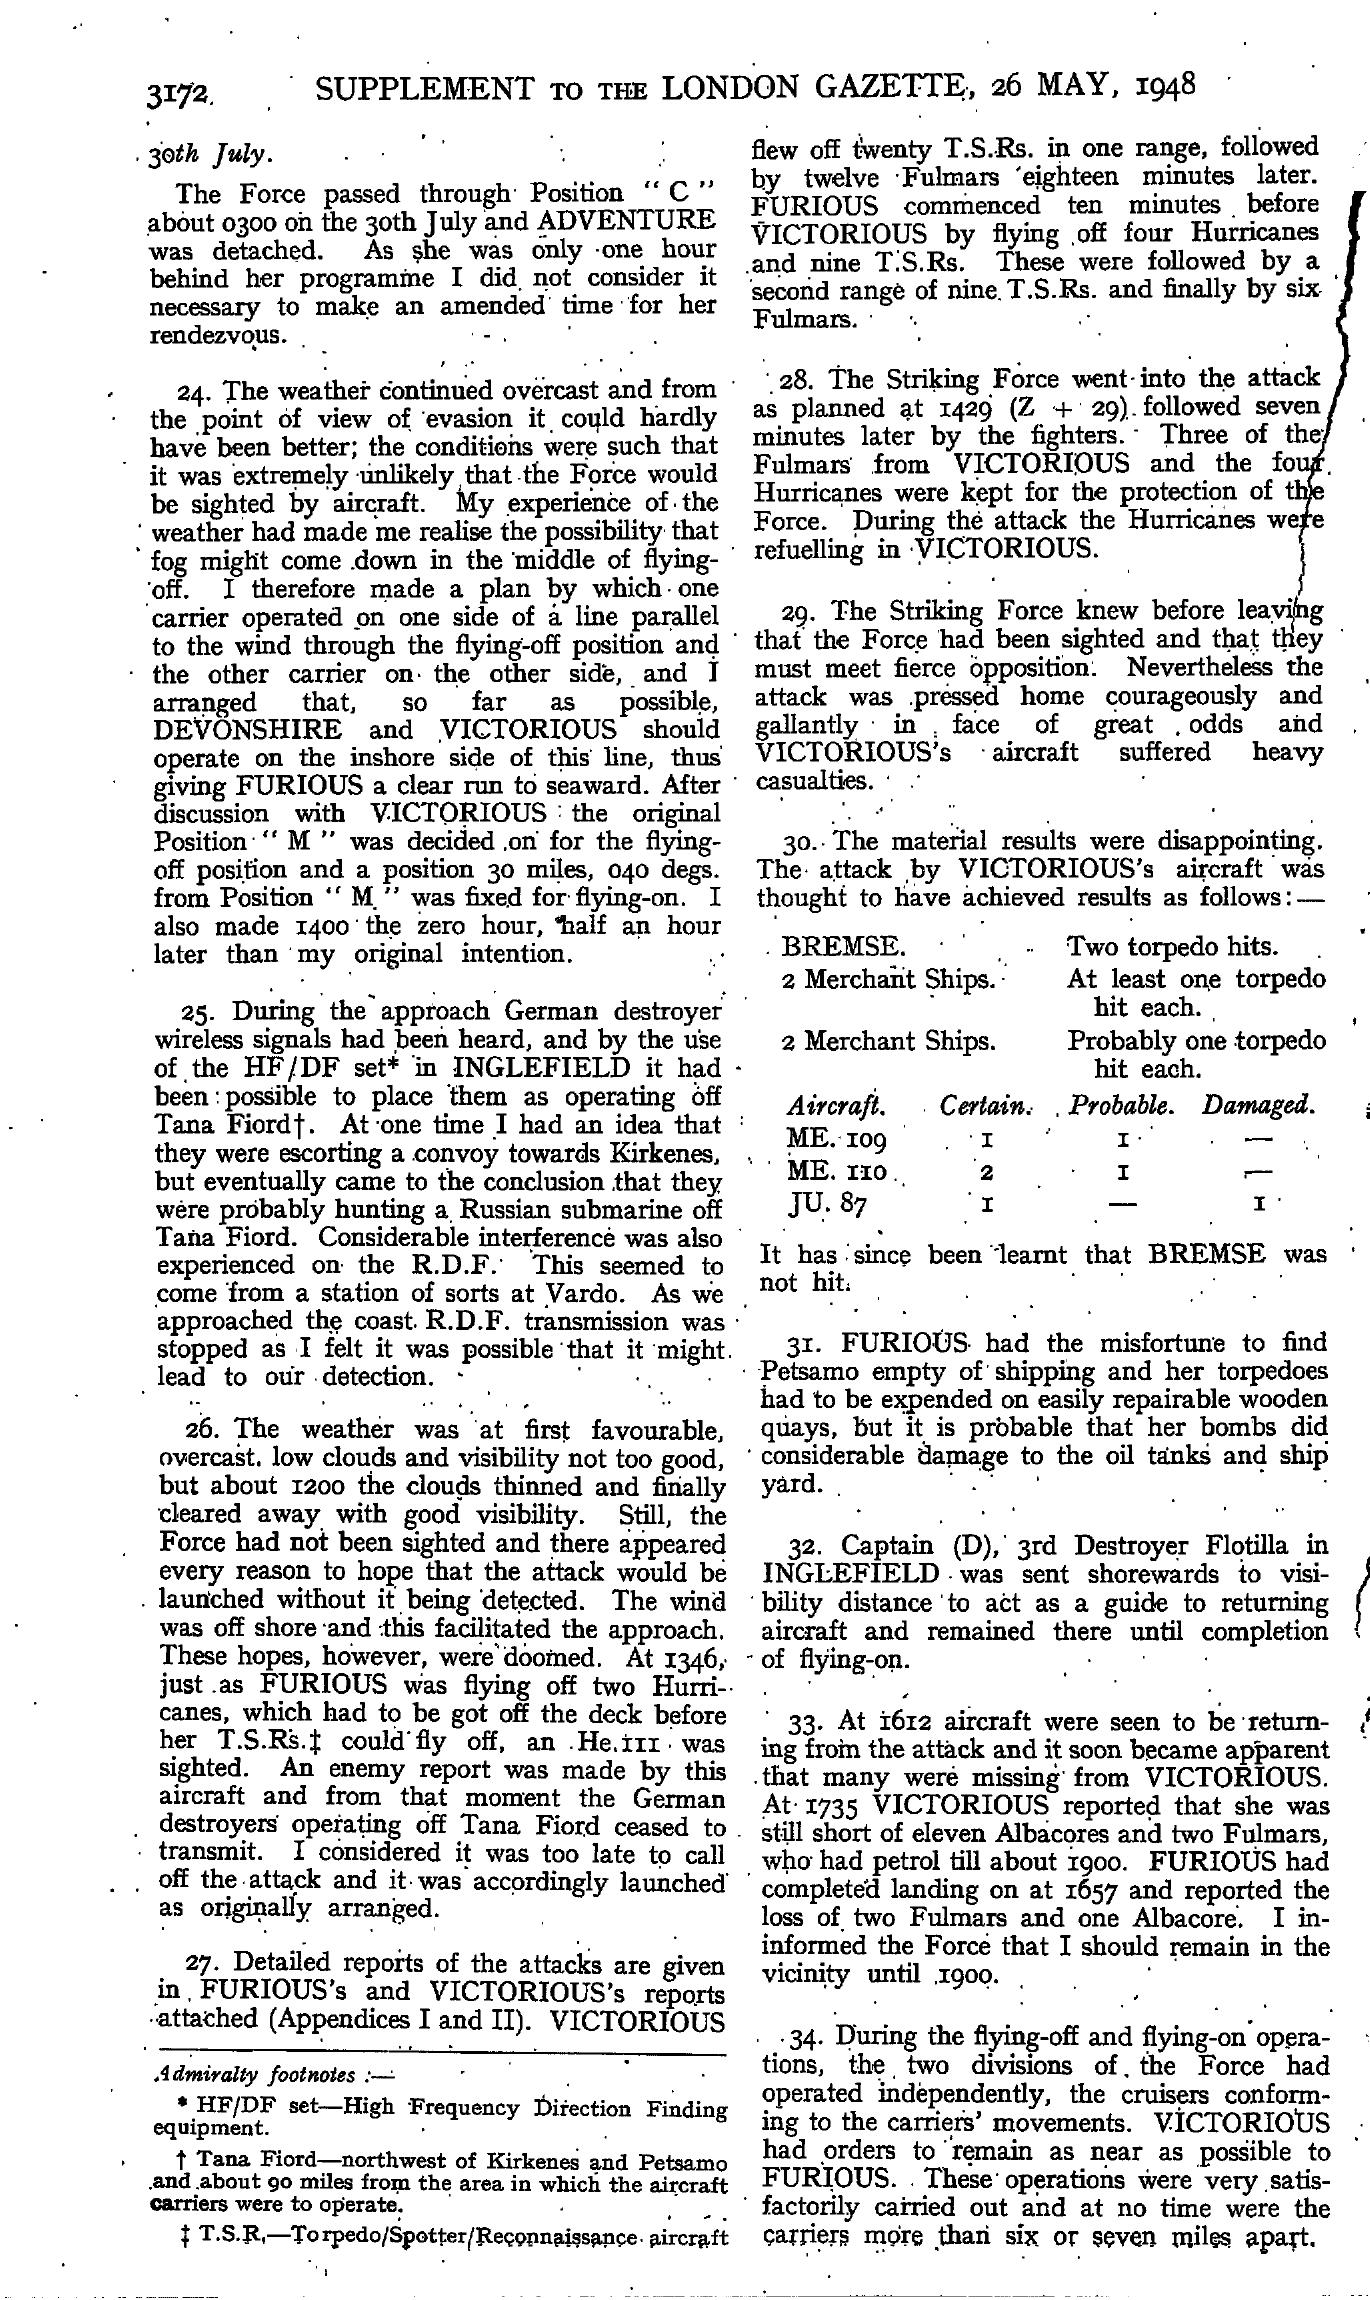 3172 SUPPLEMENT TO THE LONDON GAZETTE, 26 MAY, 1948
30th July.
The Force passed through Position "C"
about 0300 on the 30th July and ADVENTURE
was detached. As she was only one hour
behind her programme I did not consider it
necessary to make an amended time for her
rendezvous.
24. The weather continued overcast and from
the point of view of evasion it could hardly
have been better; the conditions were such that
it was extremely unlikely that the Force would
be sighted by aircraft. My experience of the
weather had made me realise the possibility that
fog might come down in the middle of flying-
off. I therefore made a plan by which one
carrier operated on one side of a line parallel
to the wind through the flying-off position and
the other carrier on the other side, and I
arranged that, so far as possible,
DEVONSHIRE and VICTORIOUS should
operate on the inshore side of this line, thus
giving FURIOUS a clear run to seaward. After
discussion with VICTORIOUS the original
Position "M" was decided on for the flying-
off position and a position 30 miles, 040 degs.
from Position "M" was fixed for flying-on. I
also made 1400 the zero hour, half an hour
later than my original intention.
25. During the approach German destroyer
wireless signals had been heard, and by the use
of the HF/DF set* in INGLEFIELD it had
been possible to place them as operating off
Tana Fiord†. At one time I had an idea that
they were escorting a convoy towards Kirkenes,
but eventually came to the conclusion that they
were probably hunting a Russian submarine off
Tana Fiord. Considerable interference was also
experienced on the R.D.F. This seemed to
come from a station of sorts at Vardo. As we
approached the coast R.D.F. transmission was
stopped as I felt it was possible that it might
lead to our detection.
26. The weather was at first favourable,
overcast, low clouds and visibility not too good,
but about 1200 the clouds thinned and finally
cleared away with good visibility. Still, the
Force had not been sighted and there appeared
every reason to hope that the attack would be
launched without it being detected. The wind
was off shore and this facilitated the approach.
These hopes, however, were doomed. At 1346,
just as FURIOUS was flying off two Hurri-
canes, which had to be got off the deck before
her T.S.Rs.‡ could fly off, an He.111 was
sighted. An enemy report was made by this
aircraft and from that moment the German
destroyers operating off Tana Fiord ceased to
transmit. I considered it was too late to call
off the attack and it was accordingly launched
as originally arranged.
27. Detailed reports of the attacks are given
in FURIOUS's and VICTORIOUS's reports
attached (Appendices I and II). VICTORIOUS
Admiralty footnotes :—
* HF/DF set—High Frequency Direction Finding
equipment.
† Tana Fiord—northwest of Kirkenes and Petsamo
and about 90 miles from the area in which the aircraft
carriers were to operate.
‡ T.S.R.—Torpedo/Spotter/Reconnaissance aircraft
flew off twenty T.S.Rs. in one range, followed
by twelve Fulmars eighteen minutes later.
FURIOUS commenced ten minutes before
VICTORIOUS by flying off four Hurricanes
and nine T.S.Rs. These were followed by a
second range of nine T.S.Rs. and finally by six
Fulmars.
28. The Striking Force went into the attack
as planned at 1429 (Z + 29) followed seven
minutes later by the fighters. Three of the
Fulmars from VICTORIOUS and the four
Hurricanes were kept for the protection of the
Force. During the attack the Hurricanes were
refuelling in VICTORIOUS.
29. The Striking Force knew before leaving
that the Force had been sighted and that they
must meet fierce opposition. Nevertheless the
attack was pressed home courageously and
gallantly in face of great odds and
VICTORIOUS's aircraft suffered heavy
casualties.
30. The material results were disappointing.
The attack by VICTORIOUS's aircraft was
thought to have achieved results as follows:—
BREMSE. Two torpedo hits.
2 Merchant Ships. At least one torpedo
hit each.
2 Merchant Ships. Probably one torpedo
hit each.
Aircraft. Certain. Probable. Damaged.
ME. 109 1 1 —
ME. 110 2 1 —
JU. 87 1 — 1
It has since been learnt that BREMSE was
not hit.
31. FURIOUS had the misfortune to find
Petsamo empty of shipping and her torpedoes
had to be expended on easily repairable wooden
quays, but it is probable that her bombs did
considerable damage to the oil tanks and ship
yard.
32. Captain (D), 3rd Destroyer Flotilla in
INGLEFIELD was sent shorewards to visi-
bility distance to act as a guide to returning
aircraft and remained there until completion
of flying-on.
33. At 1612 aircraft were seen to be return-
ing from the attack and it soon became apparent
that many were missing from VICTORIOUS.
At 1735 VICTORIOUS reported that she was
still short of eleven Albacores and two Fulmars,
who had petrol till about 1900. FURIOUS had
completed landing on at 1657 and reported the
loss of two Fulmars and one Albacore. I in-
informed the Force that I should remain in the
vicinity until 1900.
34. During the flying-off and flying-on opera-
tions, the two divisions of the Force had
operated independently, the cruisers conform-
ing to the carriers' movements. VICTORIOUS
had orders to remain as near as possible to
FURIOUS. These operations were very satis-
factorily carried out and at no time were the
carriers more than six or seven miles apart.